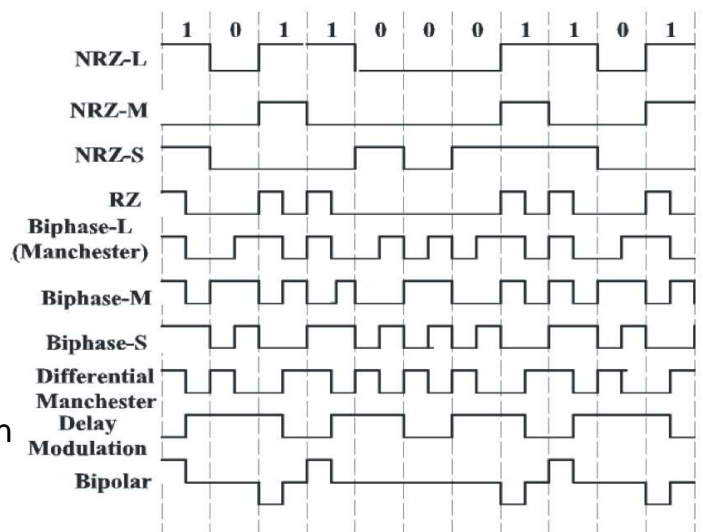 1 0 1 1 0 0 0 1 1 0 1
NRZ-L
NRZ-M
NRZ-S
RZ
Biphase-L
(Manchester)
Biphase-M
Biphase-S
Differential
Manchester
n
Delay
Modulation
Bipolar